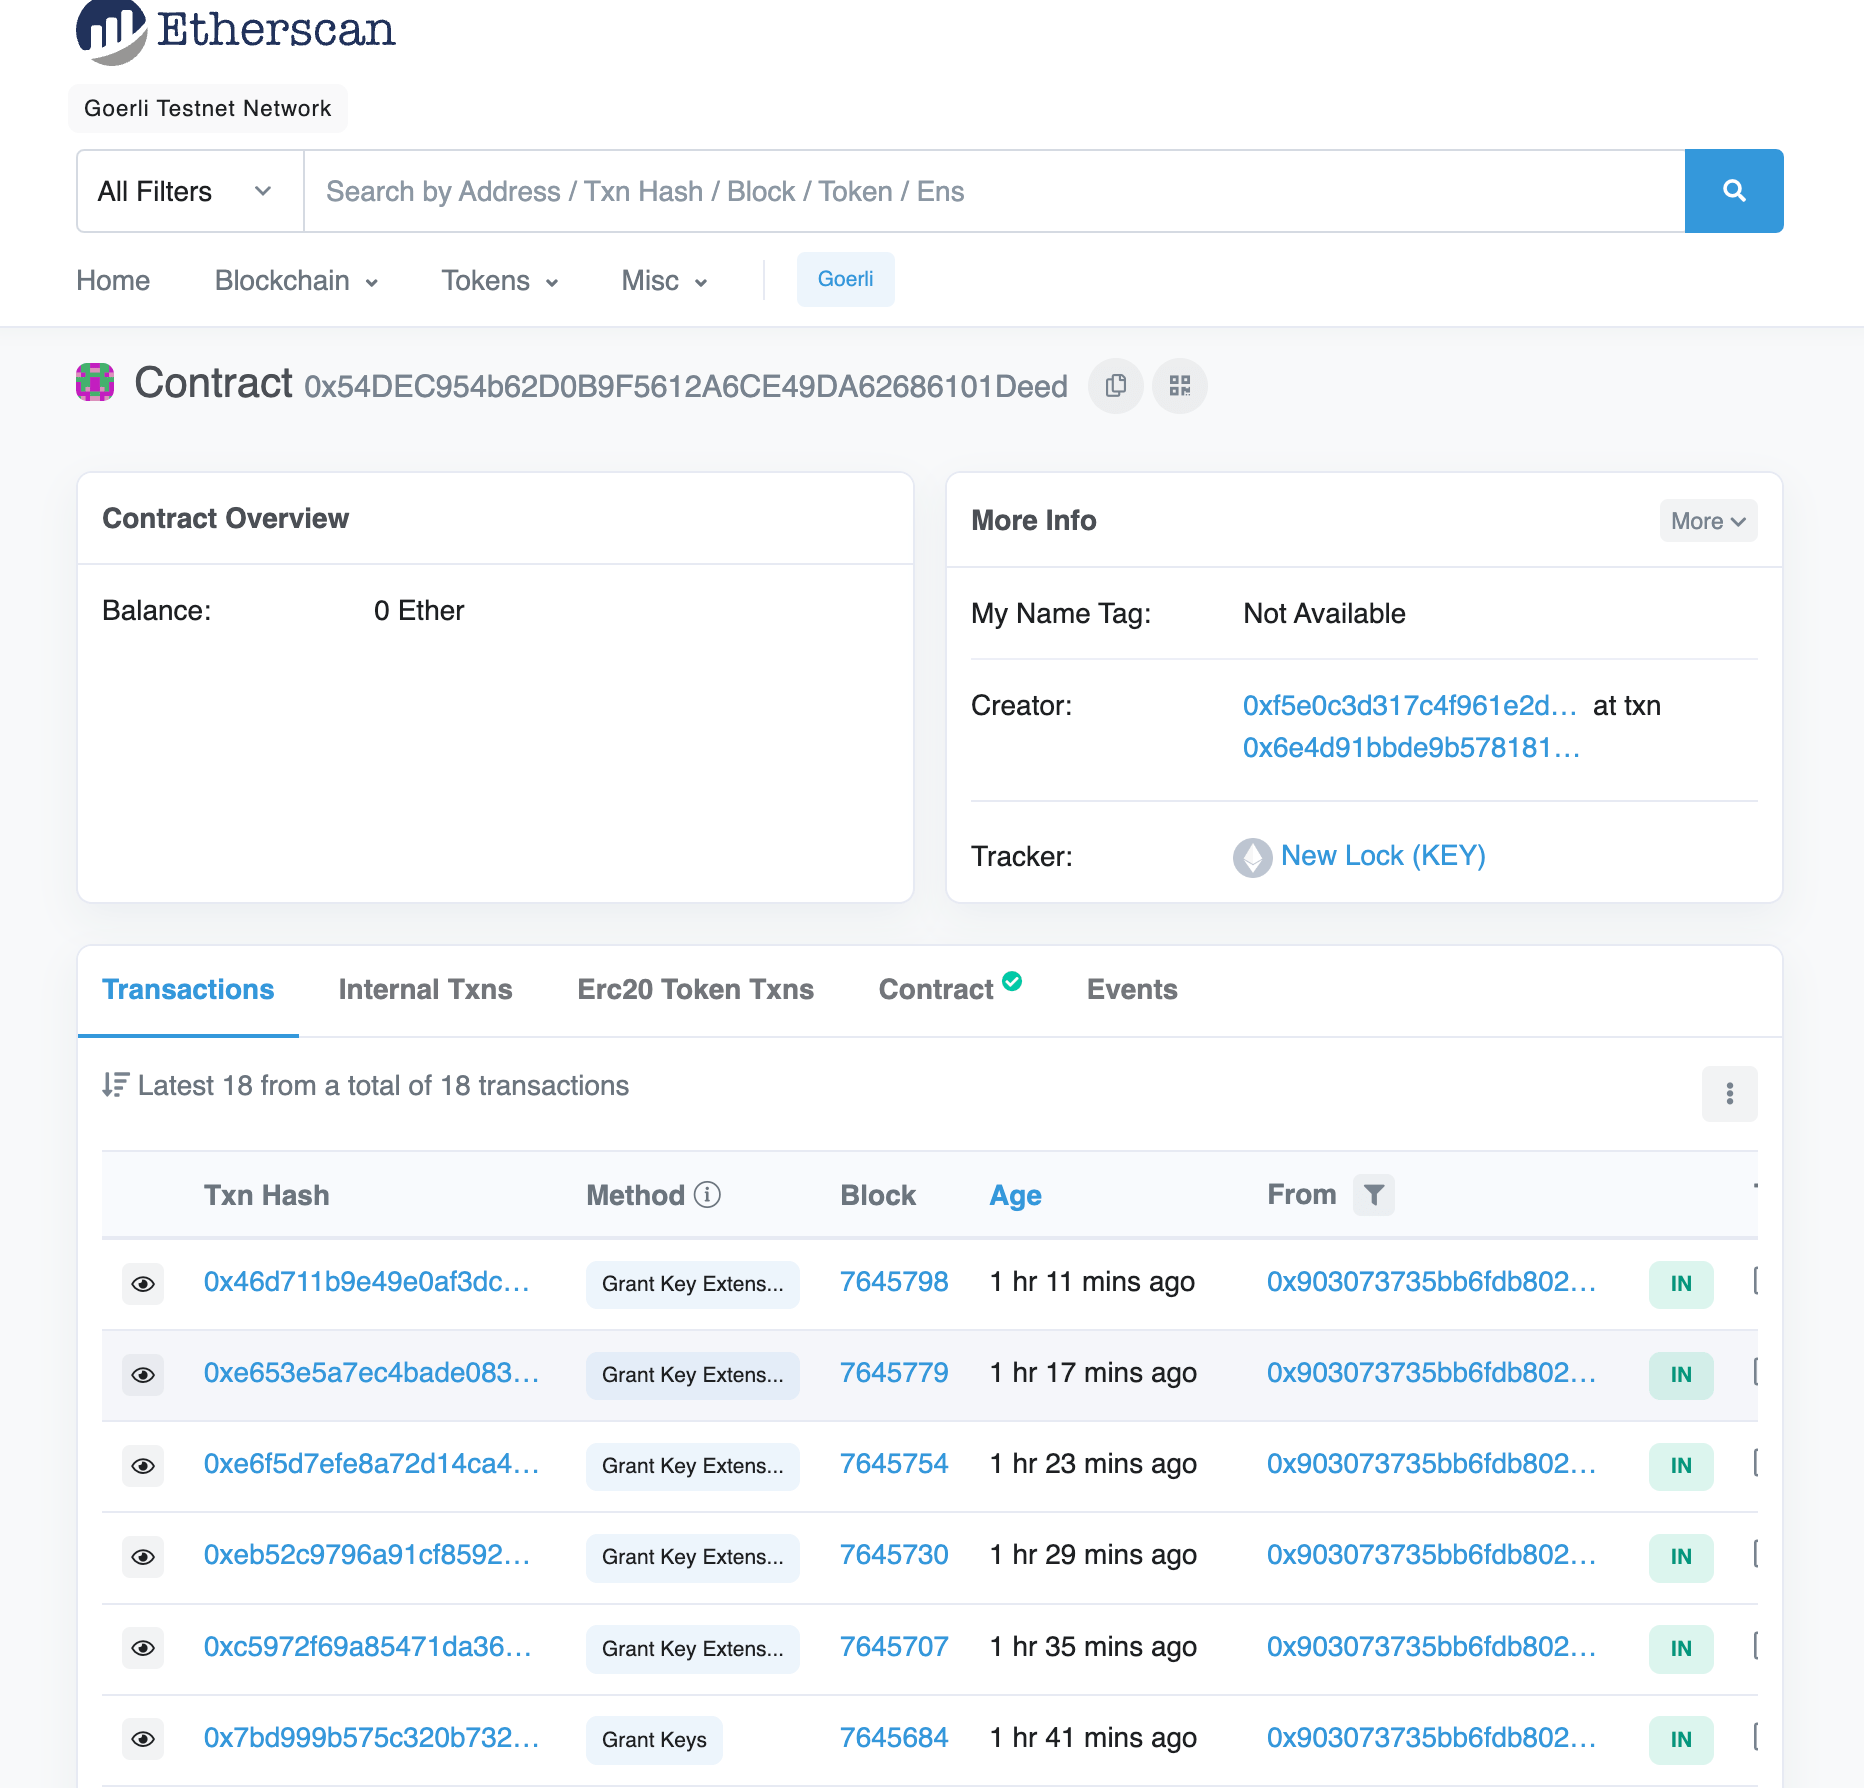 Etherscan
Goerli Testnet Network
All Filters
Search by Address / Txn Hash / Block / Token / Ens
Home Blockchain Tokens Misc Goerli
Contract 0x54DEC954b62D0B9F5612A6CE49DA62686101Deed
Contract Overview
Balance: 0 Ether
More Info
More
My Name Tag: Not Available
Creator: 0xf5e0c3d317c4f961e2d... at txn
0x6e4d91bbde9b578181...
Tracker: New Lock (KEY)
Transactions Internal Txns Erc20 Token Txns Contract Events
Latest 18 from a total of 18 transactions
Txn Hash Method Block Age From
0x46d711b9e49e0af3dc... Grant Key Extens... 7645798 1 hr 11 mins ago 0x903073735bb6fdb802... IN
0xe653e5a7ec4bade083... Grant Key Extens... 7645779 1 hr 17 mins ago 0x903073735bb6fdb802... IN
0xe6f5d7efe8a72d14ca4... Grant Key Extens... 7645754 1 hr 23 mins ago 0x903073735bb6fdb802... IN
0xeb52c9796a91cf8592... Grant Key Extens... 7645730 1 hr 29 mins ago 0x903073735bb6fdb802... IN
0xc5972f69a85471da36... Grant Key Extens... 7645707 1 hr 35 mins ago 0x903073735bb6fdb802... IN
0x7bd999b575c320b732... Grant Keys 7645684 1 hr 41 mins ago 0x903073735bb6fdb802... IN